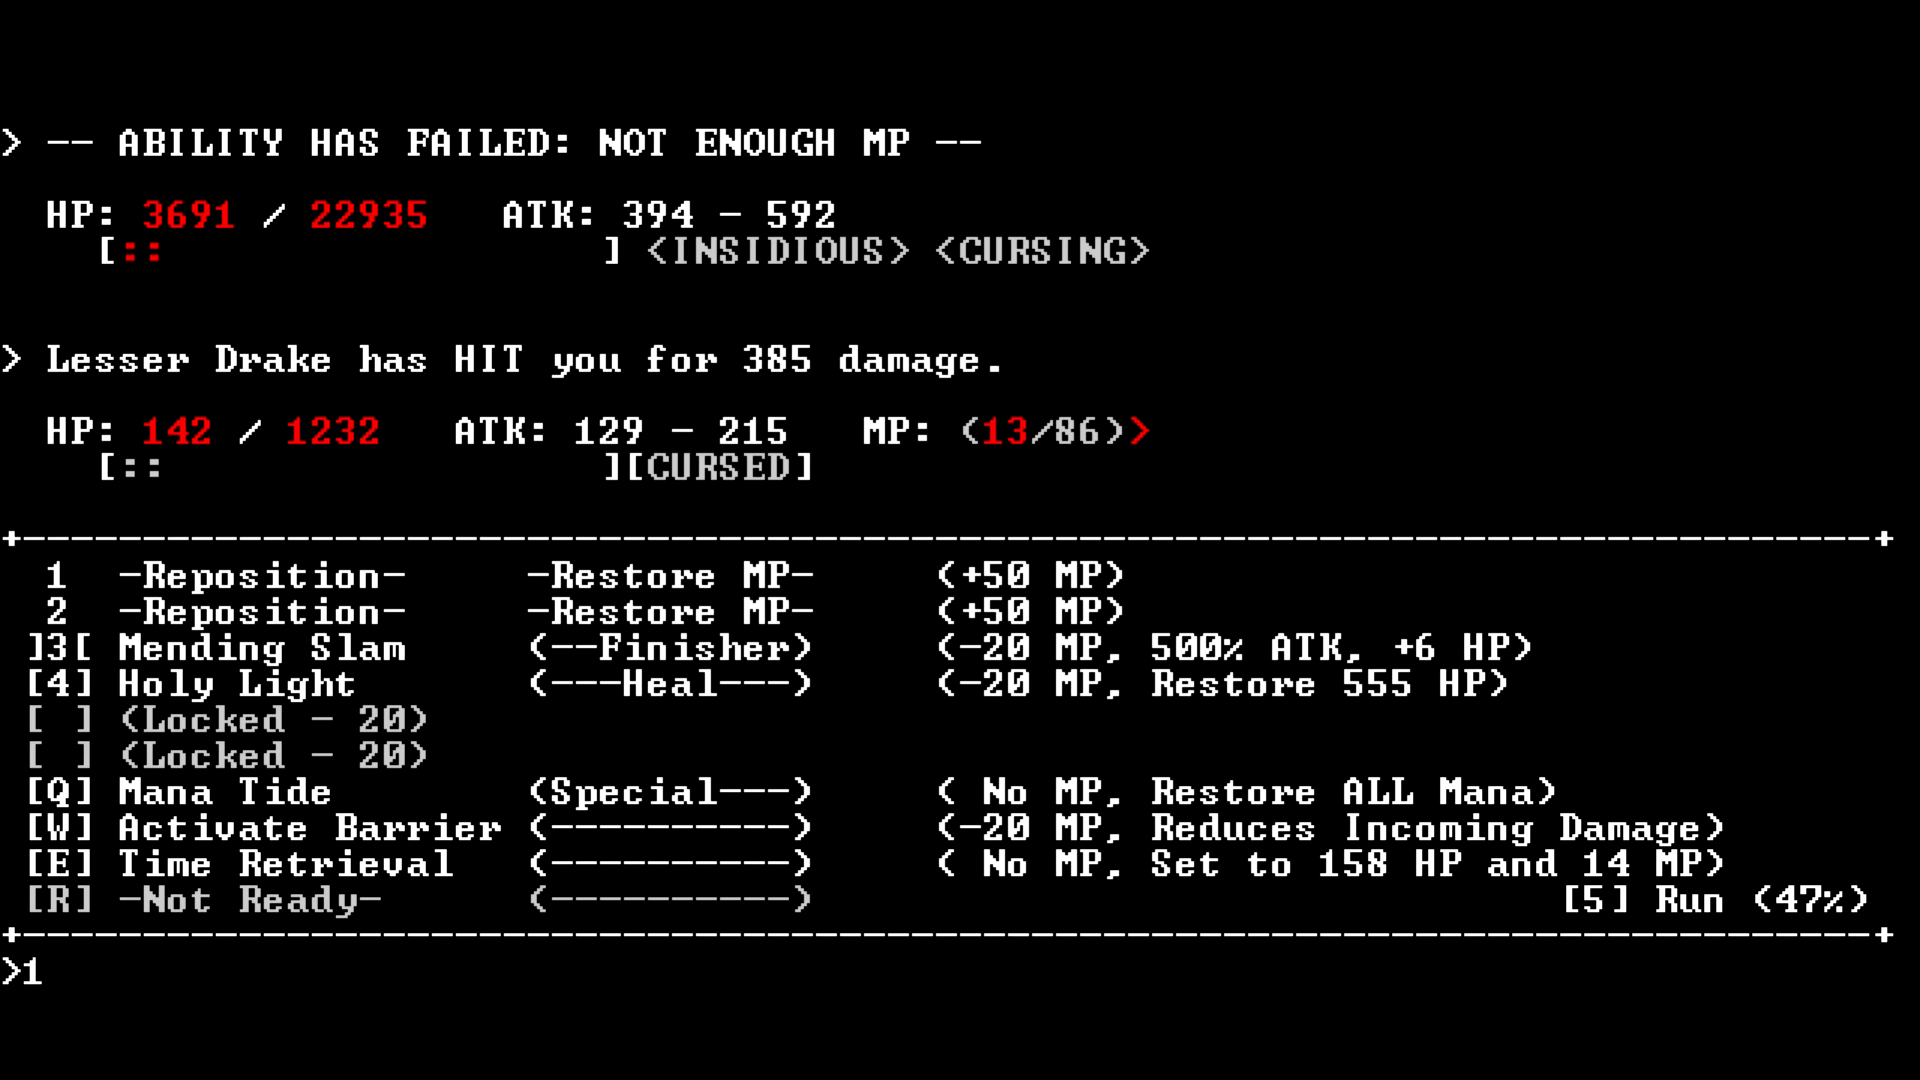 > -- ABILITY HAS FAILED: NOT ENOUGH MP --
HP: 3691 / 22935 ATK: 394 - 592
[:: ] <INSIDIOUS> <CURSING>
> Lesser Drake has HIT you for 385 damage.
HP: 142 / 1232 ATK: 129 - 215 MP: (13/86)>
[:: ][CURSED]
+------------------------------------------------------------------------------+
1 -Reposition- -Restore MP- (+50 MP)
2 -Reposition- -Restore MP- (+50 MP)
]3[ Mending Slam (--Finisher) (-20 MP, 500% ATK, +6 HP)
[4] Holy Light (---Heal---) (-20 MP, Restore 555 HP)
[ ] (Locked - 20)
[ ] (Locked - 20)
[Q] Mana Tide (Special---) ( No MP, Restore ALL Mana)
[W] Activate Barrier (----------) (-20 MP, Reduces Incoming Damage)
[E] Time Retrieval (----------) ( No MP, Set to 158 HP and 14 MP)
[R] -Not Ready- (----------) [5] Run (47%)
+------------------------------------------------------------------------------+
>1